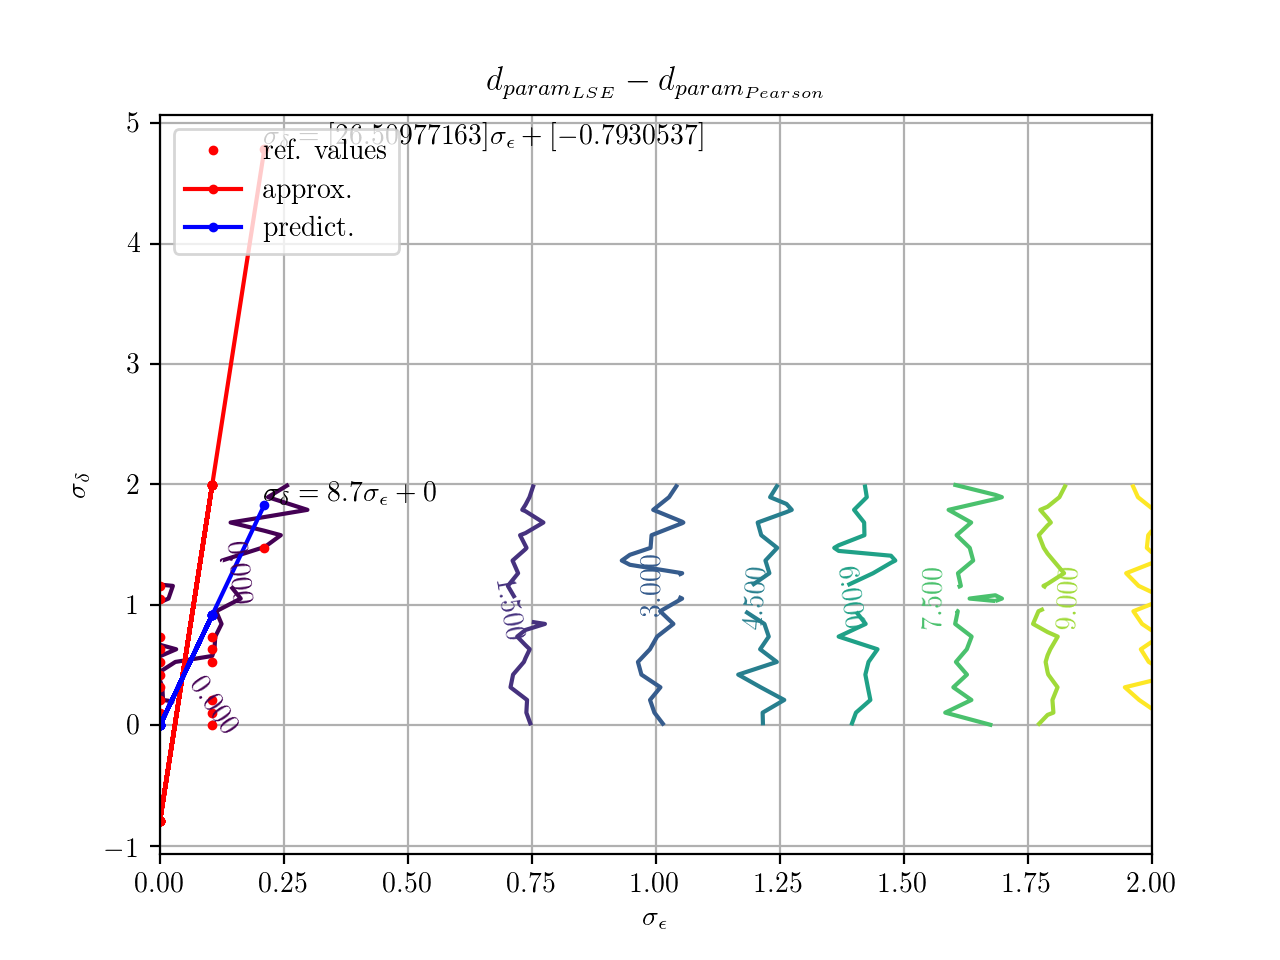 d_{param_{LSE}} − d_{param_{Pearson}}
σ_δ = [26.50977163]σ_ϵ + [−0.7930537]
ref. values
approx.
predict.
σ_δ = 8.7σ_ϵ + 0
5
4
3
2
1
0
−1
σ_δ
0.000
0.000
1.500
3.000
4.500
6.000
7.500
9.000
0.00 0.25 0.50 0.75 1.00 1.25 1.50 1.75 2.00
σ_ϵ